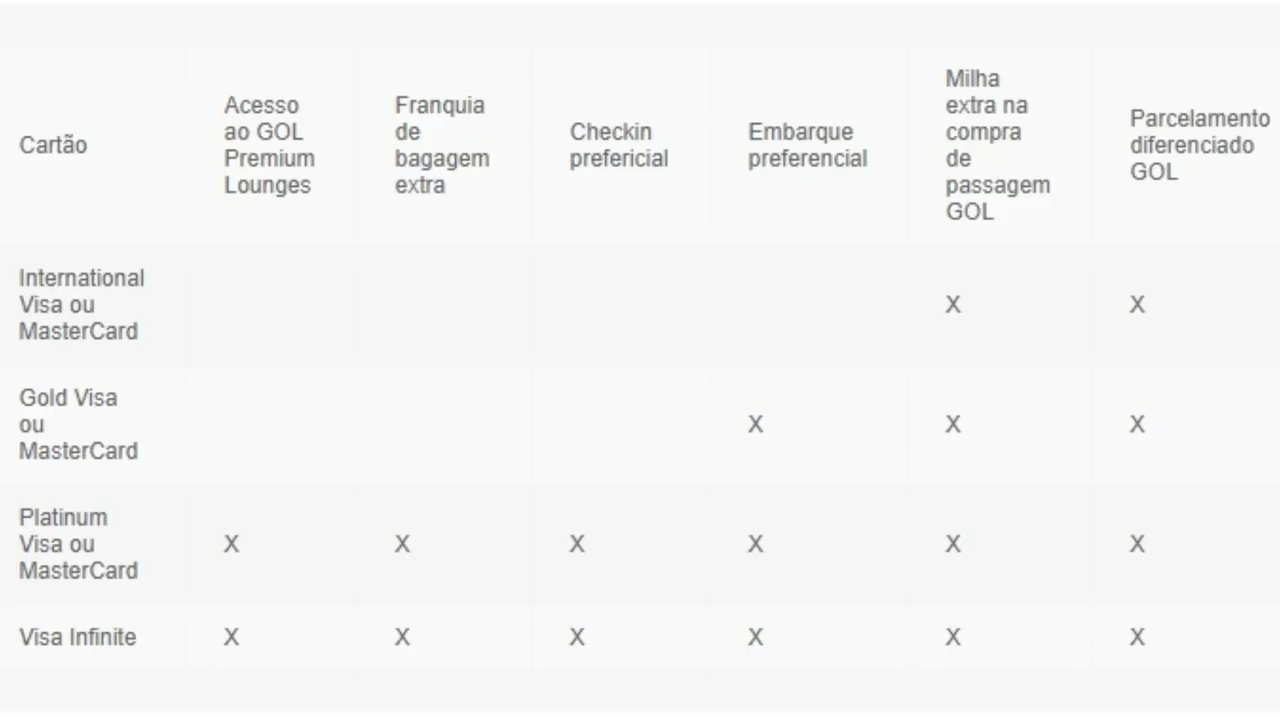 Cartão
Acesso
ao GOL
Premium
Lounges
Franquia
de
bagagem
extra
Checkin
prefericial
Embarque
preferencial
Milha
extra na
compra
de
passagem
GOL
Parcelamento
diferenciado
GOL
International
Visa ou
MasterCard
X
X
Gold Visa
ou
MasterCard
X
X
X
Platinum
Visa ou
MasterCard
X
X
X
X
X
X
Visa Infinite
X
X
X
X
X
X